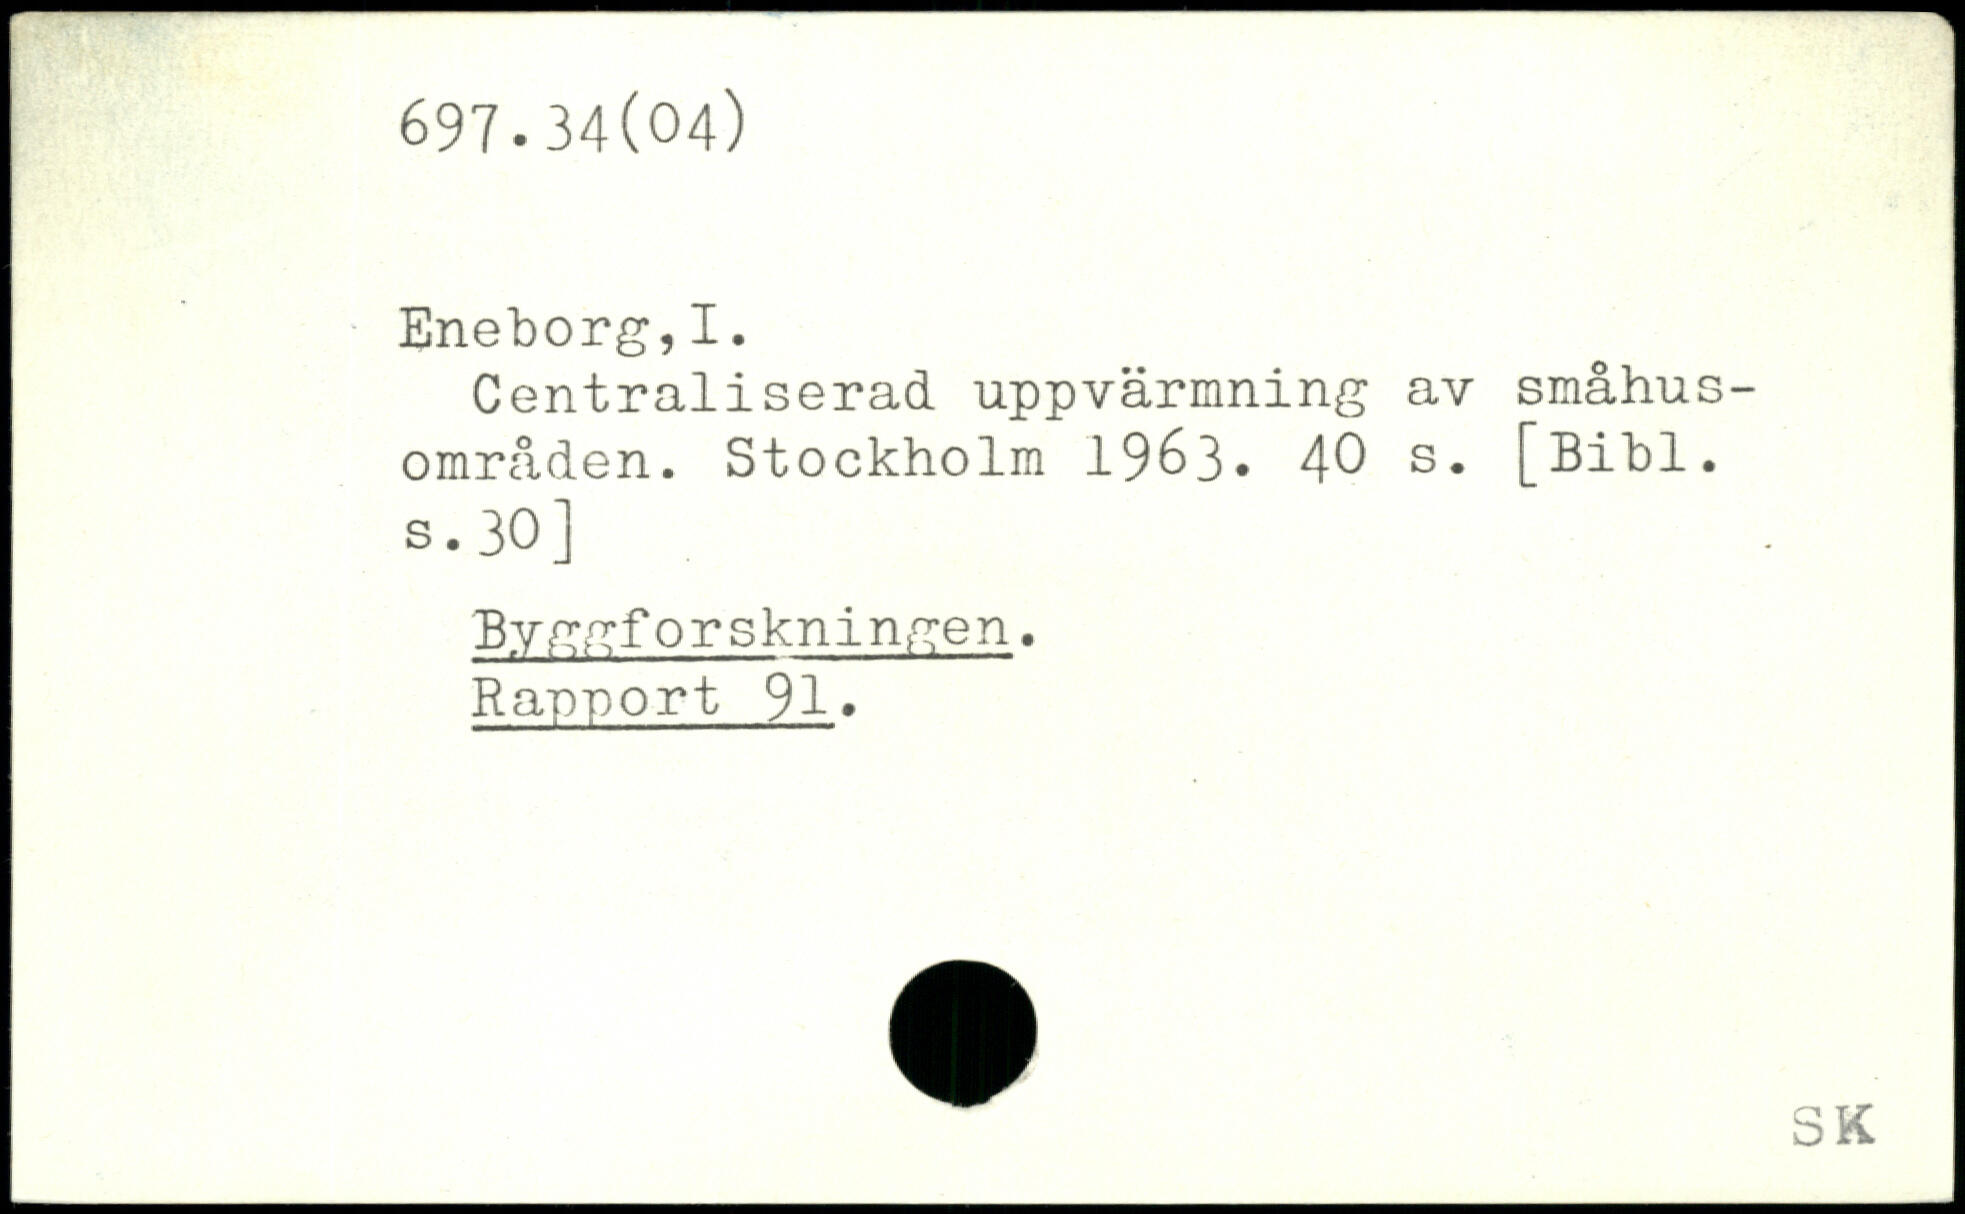 697.34(04)
Eneborg,I.
Centraliserad uppvärmning av småhus-
områden. Stockholm 1963. 40 s. [Bibl.
s.30]
Byggforskningen.
Rapport 91.
SK